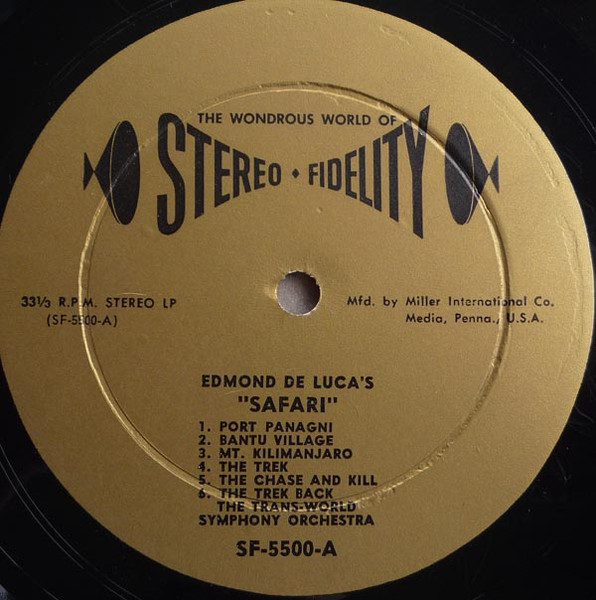 THE WONDROUS WORLD OF
STEREO • FIDELITY
33⅓ R.P.M. STEREO LP
(SF-5500-A)
Mfd. by Miller International Co.
Media, Penna., U.S.A.
EDMOND DE LUCA'S
"SAFARI"
1. PORT PANAGNI
2. BANTU VILLAGE
3. MT. KILIMANJARO
4. THE TREK
5. THE CHASE AND KILL
6. THE TREK BACK
THE TRANS-WORLD
SYMPHONY ORCHESTRA
SF-5500-A